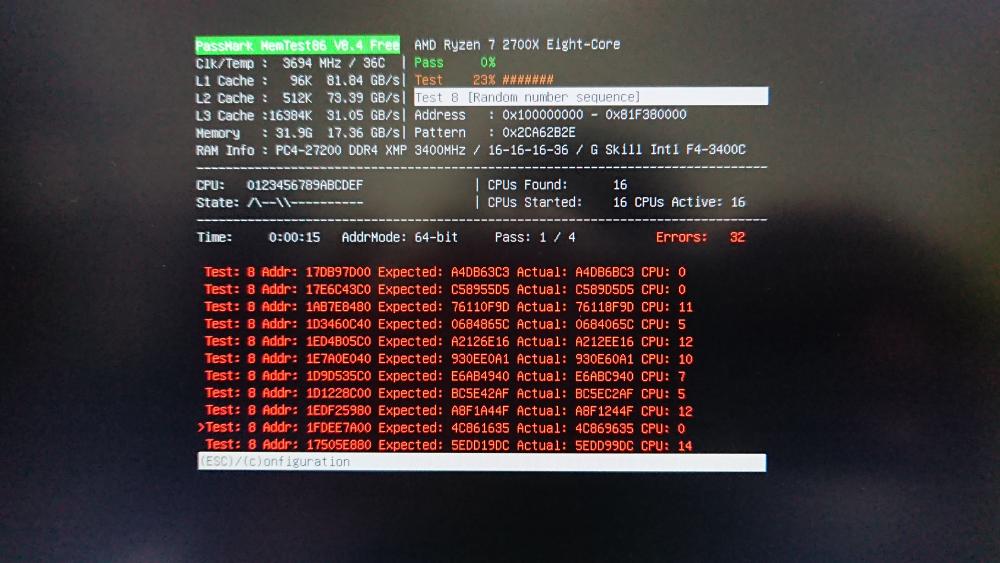 PassMark MemTest86 V8.4 Free AMD Ryzen 7 2700X Eight-Core
Clk/Temp : 3694 MHz / 36C | Pass 0%
L1 Cache : 96K 81.84 GB/s| Test 23% #######
L2 Cache : 512K 73.39 GB/s| Test 8 [Random number sequence]
L3 Cache :16384K 31.05 GB/s| Address : 0x100000000 - 0x81F380000
Memory : 31.9G 17.36 GB/s| Pattern : 0x2CA62B2E
RAM Info : PC4-27200 DDR4 XMP 3400MHz / 16-16-16-36 / G Skill Intl F4-3400C
CPU: 0123456789ABCDEF | CPUs Found: 16
State: /\--\\---------- | CPUs Started: 16 CPUs Active: 16
Time: 0:00:15 AddrMode: 64-bit Pass: 1 / 4 Errors: 32
Test: 8 Addr: 17DB97D00 Expected: A4DB63C3 Actual: A4DB6BC3 CPU: 0
Test: 8 Addr: 17E6C43C0 Expected: C58955D5 Actual: C589D5D5 CPU: 0
Test: 8 Addr: 1AB7E8480 Expected: 76110F9D Actual: 76118F9D CPU: 11
Test: 8 Addr: 1D3460C40 Expected: 0684865C Actual: 0684065C CPU: 5
Test: 8 Addr: 1ED4B05C0 Expected: A2126E16 Actual: A212EE16 CPU: 12
Test: 8 Addr: 1E7A0E040 Expected: 930EE0A1 Actual: 930E60A1 CPU: 10
Test: 8 Addr: 1D9D535C0 Expected: E6AB4940 Actual: E6ABC940 CPU: 7
Test: 8 Addr: 1D1228C00 Expected: BC5E42AF Actual: BC5EC2AF CPU: 5
Test: 8 Addr: 1EDF25980 Expected: A8F1A44F Actual: A8F1244F CPU: 12
>Test: 8 Addr: 1FDEE7A00 Expected: 4C861635 Actual: 4C869635 CPU: 0
Test: 8 Addr: 17505E880 Expected: 5EDD19DC Actual: 5EDD99DC CPU: 14
(ESC)/(c)onfiguration